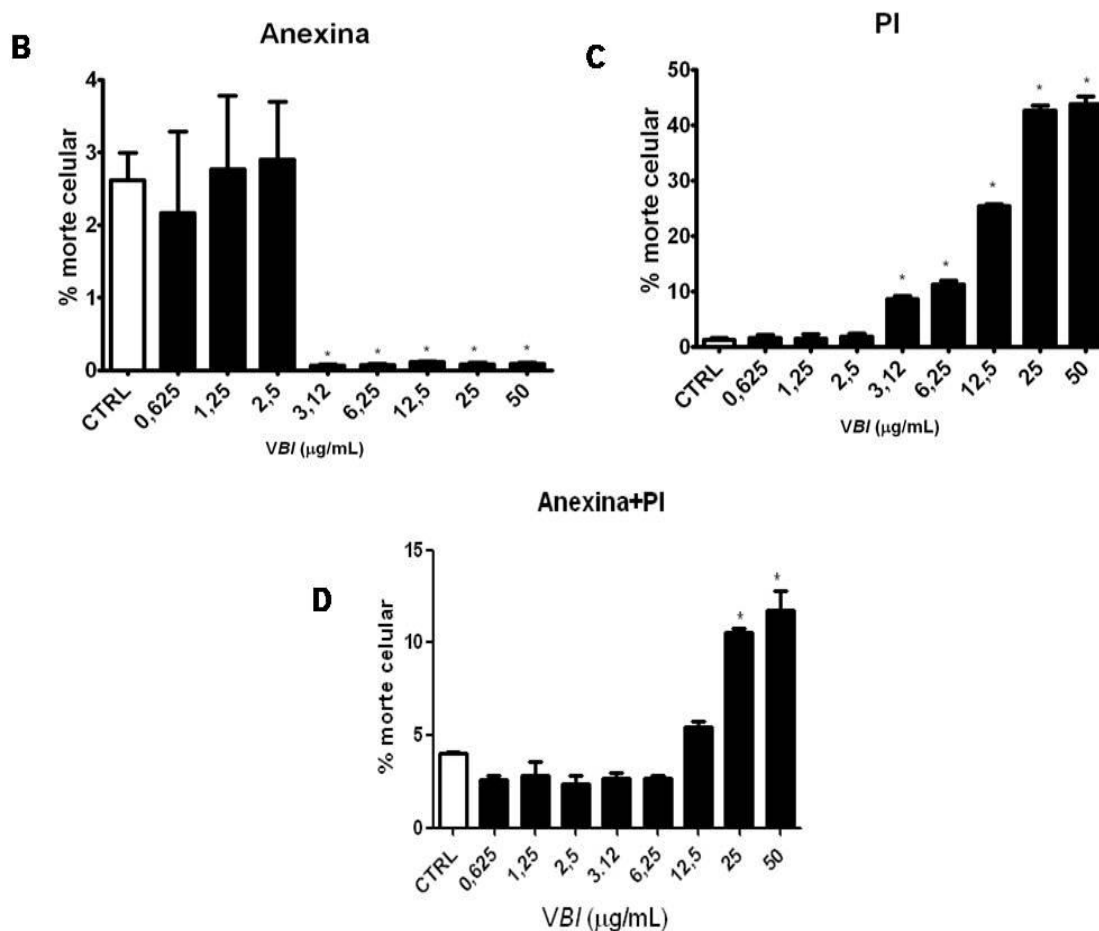 B
Anexina
% morte celular
4
3
2
1
0
* * * * *
CTRL 0,625 1,25 2,5 3,12 6,25 12,5 25 50
VBl (µg/mL)
C
PI
% morte celular
50
40
30
20
10
0
* * * * *
CTRL 0,625 1,25 2,5 3,12 6,25 12,5 25 50
VBl (µg/mL)
Anexina+PI
D
% morte celular
15
10
5
0
* *
CTRL 0,625 1,25 2,5 3.12 6,25 12,5 25 50
VBl (µg/mL)